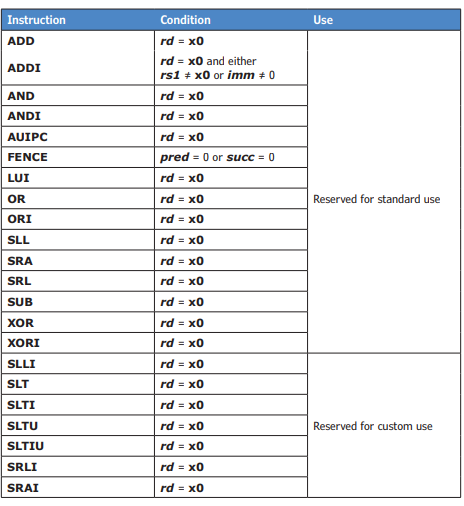 Instruction Condition Use
ADD rd = x0
ADDI rd = x0 and either
rs1 ≠ x0 or imm ≠ 0
AND rd = x0
ANDI rd = x0
AUIPC rd = x0
FENCE pred = 0 or succ = 0
LUI rd = x0
OR rd = x0 Reserved for standard use
ORI rd = x0
SLL rd = x0
SRA rd = x0
SRL rd = x0
SUB rd = x0
XOR rd = x0
XORI rd = x0
SLLI rd = x0
SLT rd = x0
SLTI rd = x0
SLTU rd = x0 Reserved for custom use
SLTIU rd = x0
SRLI rd = x0
SRAI rd = x0